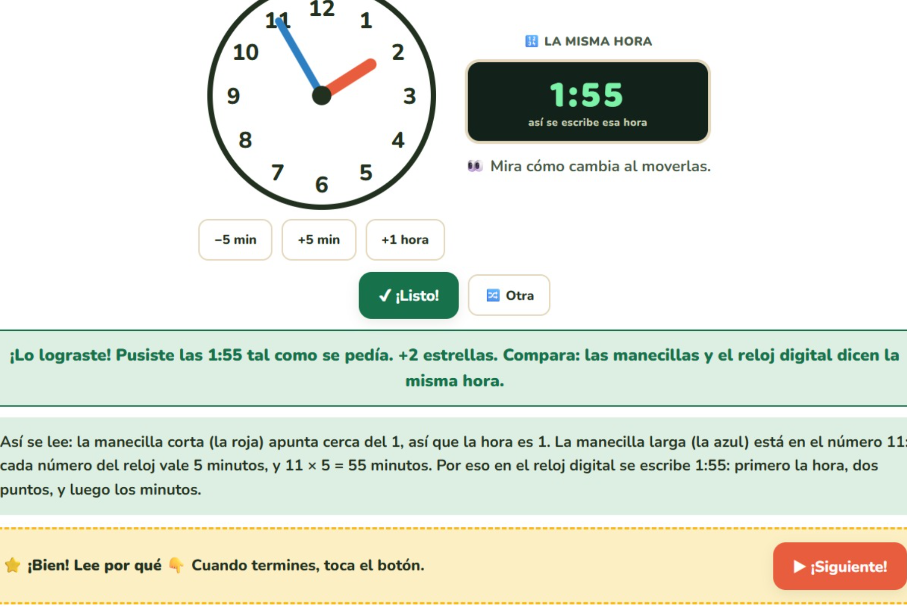 12
11
1
10
2
9
3
8
4
7
5
6
🔢 LA MISMA HORA
1:55
así se escribe esa hora
👀 Mira cómo cambia al moverlas.
−5 min
+5 min
+1 hora
✓ ¡Listo!
🔀 Otra
¡Lo lograste! Pusiste las 1:55 tal como se pedía. +2 estrellas. Compara: las manecillas y el reloj digital dicen la
misma hora.
Así se lee: la manecilla corta (la roja) apunta cerca del 1, así que la hora es 1. La manecilla larga (la azul) está en el número 11:
cada número del reloj vale 5 minutos, y 11 × 5 = 55 minutos. Por eso en el reloj digital se escribe 1:55: primero la hora, dos
puntos, y luego los minutos.
⭐ ¡Bien! Lee por qué 👇 Cuando termines, toca el botón.
▶ ¡Siguiente!